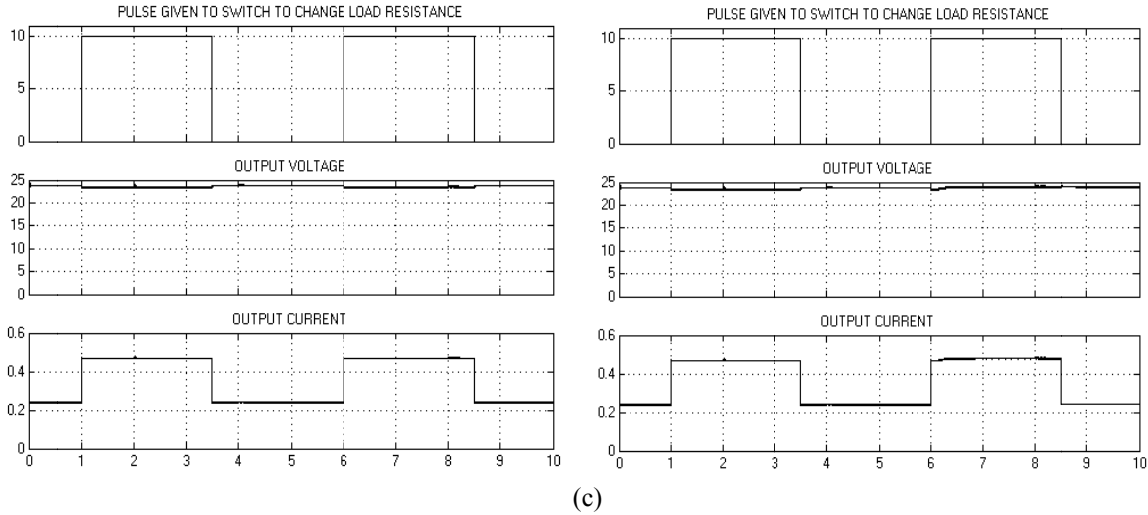 PULSE GIVEN TO SWITCH TO CHANGE LOAD RESISTANCE
10
5
0
OUTPUT VOLTAGE
25
20
15
10
5
0
OUTPUT CURRENT
0.6
0.4
0.2
0
0 1 2 3 4 5 6 7 8 9 10
PULSE GIVEN TO SWITCH TO CHANGE LOAD RESISTANCE
10
5
0
OUTPUT VOLTAGE
25
20
15
10
5
0
OUTPUT CURRENT
0.6
0.4
0.2
0
0 1 2 3 4 5 6 7 8 9 10
(c)